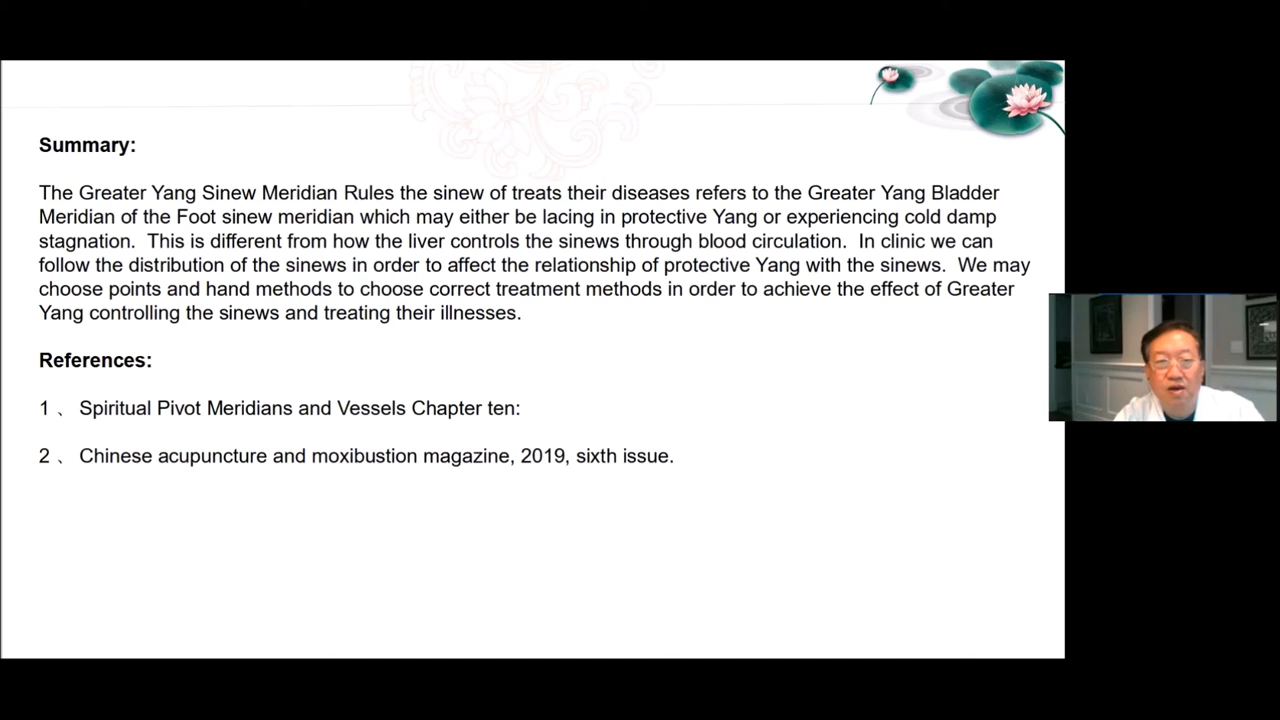 Summary:
The Greater Yang Sinew Meridian Rules the sinew of treats their diseases refers to the Greater Yang Bladder
Meridian of the Foot sinew meridian which may either be lacing in protective Yang or experiencing cold damp
stagnation.  This is different from how the liver controls the sinews through blood circulation.  In clinic we can
follow the distribution of the sinews in order to affect the relationship of protective Yang with the sinews.  We may
choose points and hand methods to choose correct treatment methods in order to achieve the effect of Greater
Yang controlling the sinews and treating their illnesses.
References:
1 、 Spiritual Pivot Meridians and Vessels Chapter ten:
2 、 Chinese acupuncture and moxibustion magazine, 2019, sixth issue.